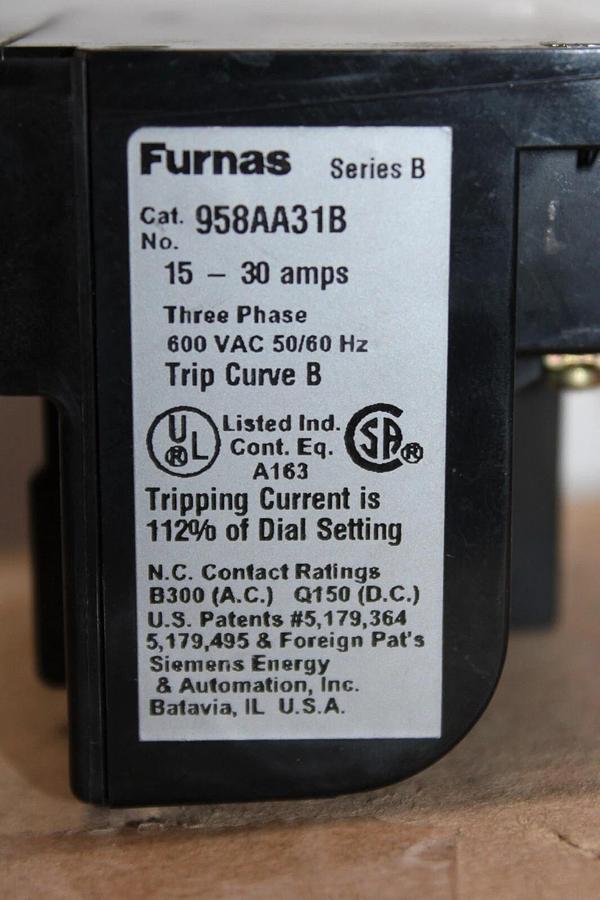 Furnas Series B
Cat. No. 958AA31B
15 – 30 amps
Three Phase
600 VAC 50/60 Hz
Trip Curve B
UL ® Listed Ind. Cont. Eq. A163 SA ®
Tripping Current is
112% of Dial Setting
N.C. Contact Ratings
B300 (A.C.) Q150 (D.C.)
U.S. Patents #5,179,364
5,179,495 & Foreign Pat's
Siemens Energy
& Automation, Inc.
Batavia, IL U.S.A.